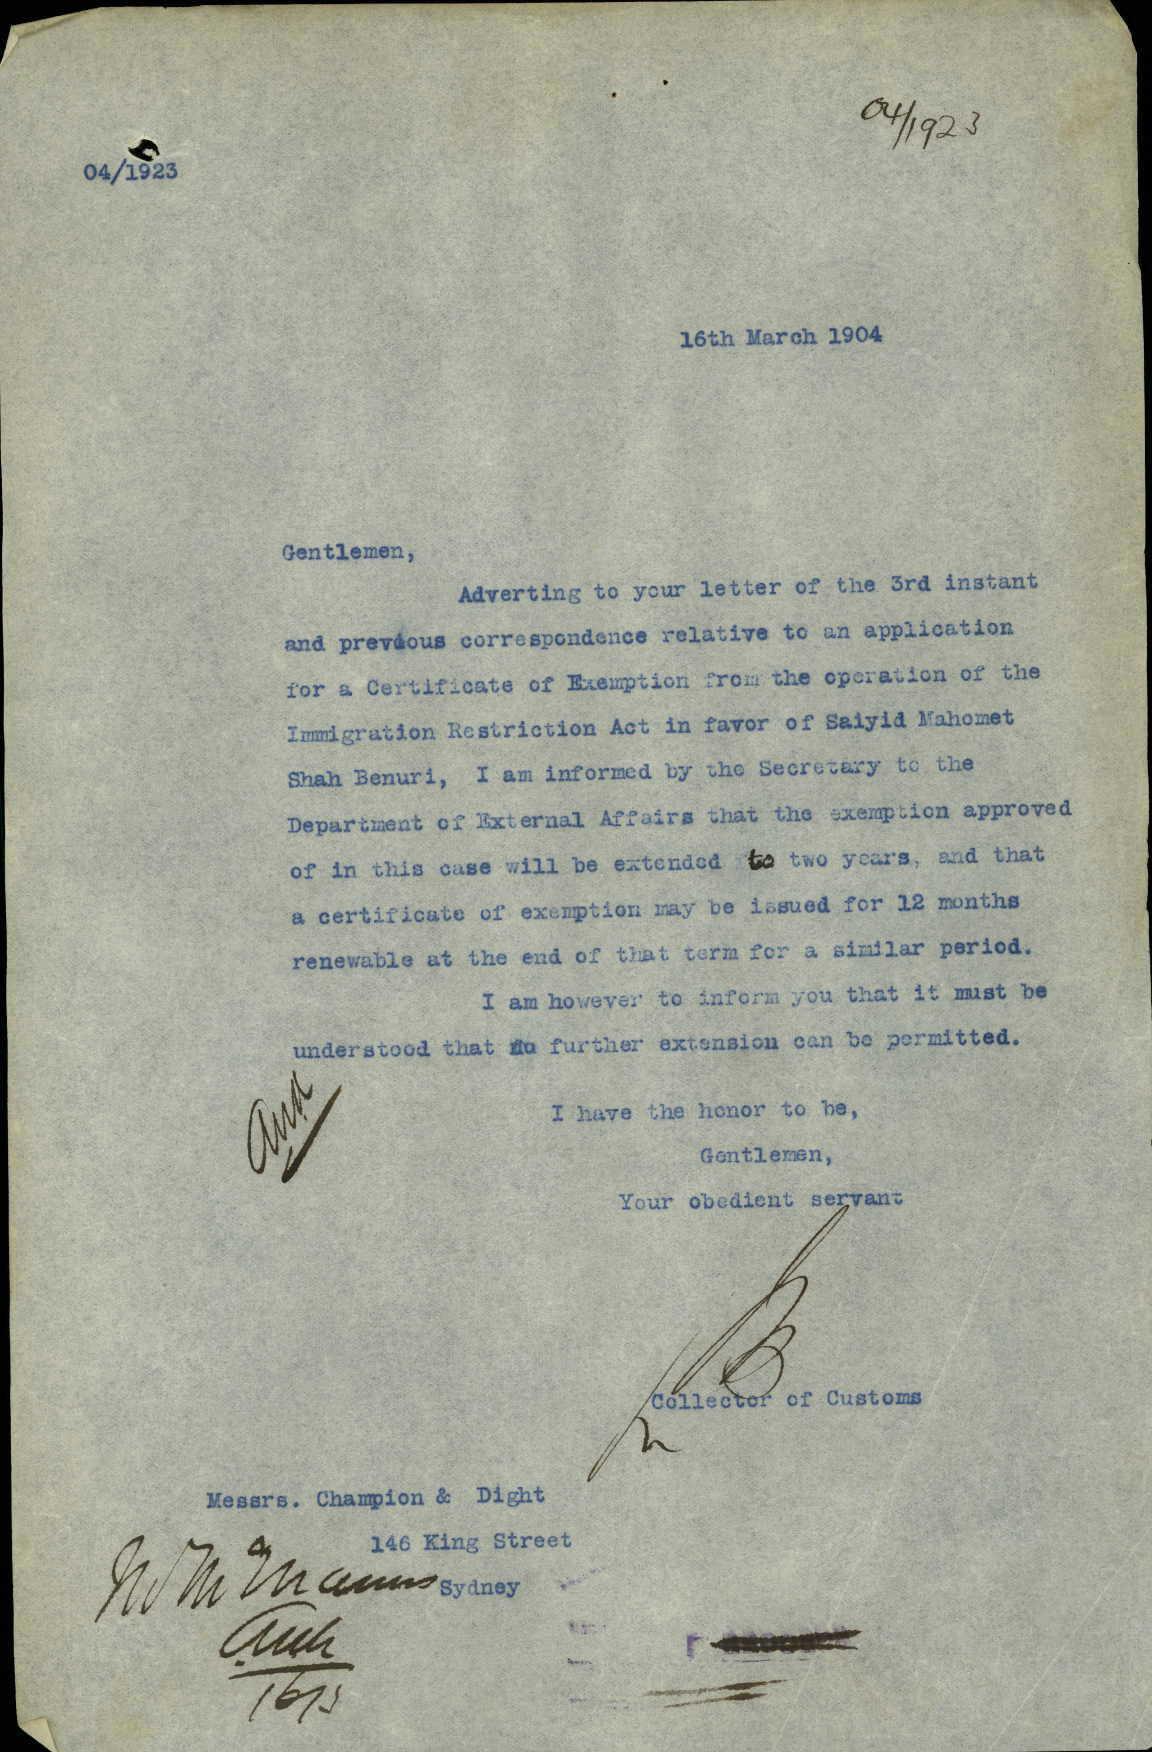 04/1923
04/1923
16th March 1904
Gentlemen,
Adverting to your letter of the 3rd instant
and previous correspondence relative to an application
for a Certificate of Exemption from the operation of the
Immigration Restriction Act in favor of Saiyid Mahomet
Shah Benuri, I am informed by the Secretary to the
Department of External Affairs that the exemption approved
of in this case will be extended to two years, and that
a certificate of exemption may be issued for 12 months
renewable at the end of that term for a similar period.
I am however to inform you that it must be
understood that no further extension can be permitted.
I have the honor to be,
Gentlemen,
Your obedient servant
Collector of Customs
Messrs. Champion & Dight
146 King Street
Sydney
16/3